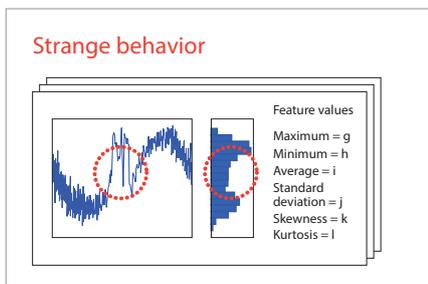 Strange behavior
Feature values
Maximum = g
Minimum = h
Average = i
Standard
deviation = j
Skewness = k
Kurtosis = l